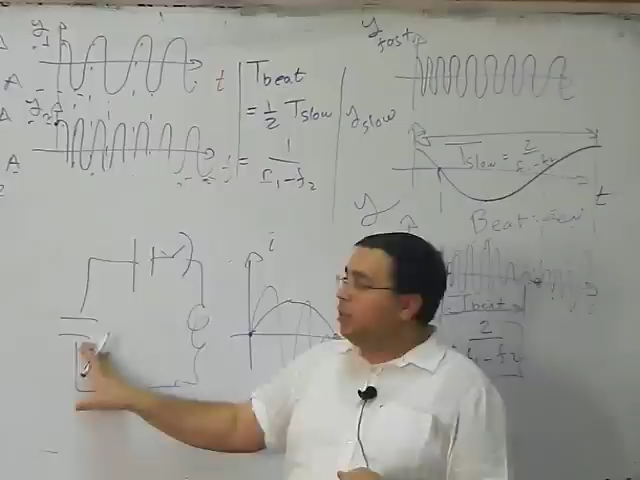 y1
t
A
y2
A
Tbeat
= 1/2 Tslow
= 1/(f1-f2)
yfast
t
yslow
Tslow = 2/(f1-f2)
t
y
Beat
Tbeat
2/(f1-f2)
i